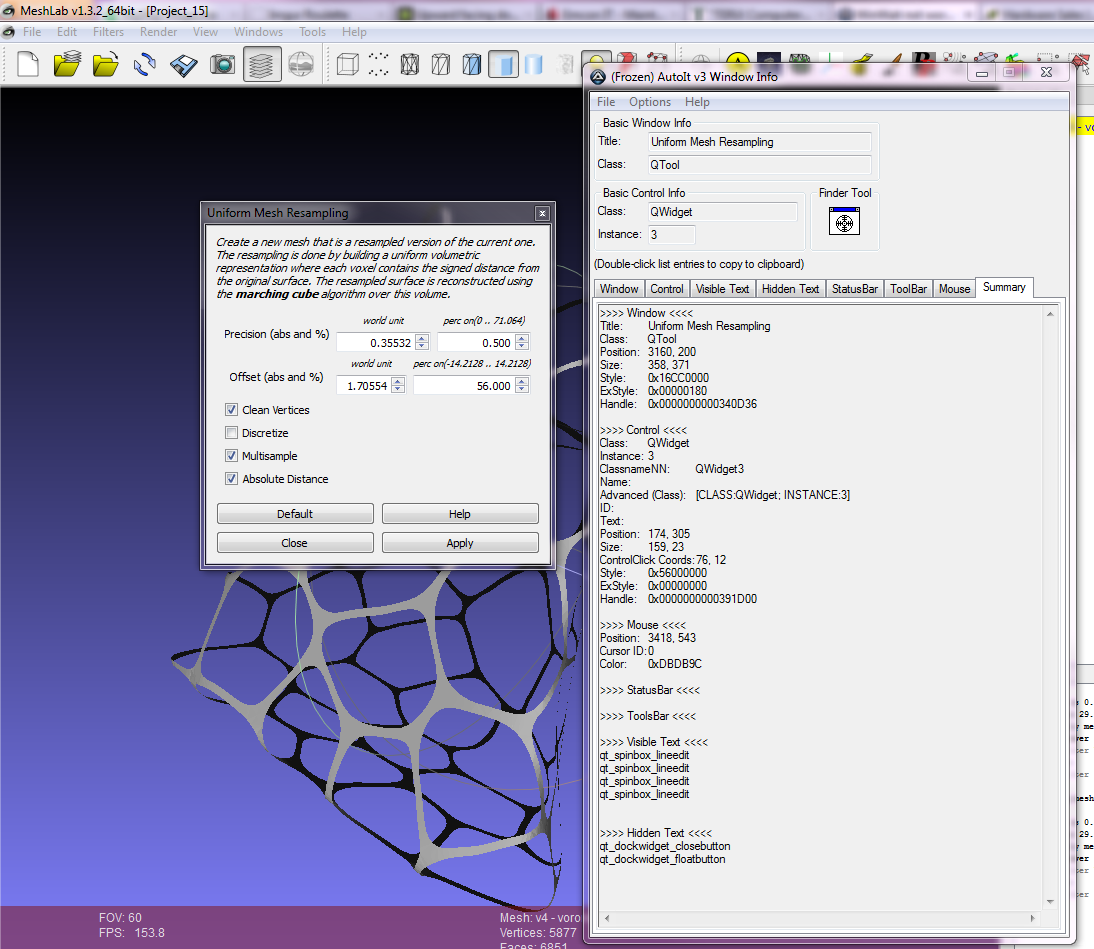 MeshLab v1.3.2_64bit - [Project_15]
File Edit Filters Render View Windows Tools Help
(Frozen) AutoIt v3 Window Info
File Options Help
Basic Window Info
Title: Uniform Mesh Resampling
Class: QTool
Basic Control Info
Class: QWidget
Instance: 3
Finder Tool
(Double-click list entries to copy to clipboard)
Window Control Visible Text Hidden Text StatusBar ToolBar Mouse Summary
>>>> Window <<<<
Title: Uniform Mesh Resampling
Class: QTool
Position: 3160, 200
Size: 358, 371
Style: 0x16CC0000
ExStyle: 0x00000180
Handle: 0x0000000000340D36
>>>> Control <<<<
Class: QWidget
Instance: 3
ClassnameNN: QWidget3
Name:
Advanced (Class): [CLASS:QWidget; INSTANCE:3]
ID:
Text:
Position: 174, 305
Size: 159, 23
ControlClick Coords: 76, 12
Style: 0x56000000
ExStyle: 0x00000000
Handle: 0x0000000000391D00
>>>> Mouse <<<<
Position: 3418, 543
Cursor ID: 0
Color: 0xDBDB9C
>>>> StatusBar <<<<
>>>> ToolsBar <<<<
>>>> Visible Text <<<<
qt_spinbox_lineedit
qt_spinbox_lineedit
qt_spinbox_lineedit
qt_spinbox_lineedit
>>>> Hidden Text <<<<
qt_dockwidget_closebutton
qt_dockwidget_floatbutton
Uniform Mesh Resampling
Create a new mesh that is a resampled version of the current one.
The resampling is done by building a uniform volumetric
representation where each voxel contains the signed distance from
the original surface. The resampled surface is reconstructed using
the marching cube algorithm over this volume.
world unit perc on(0 .. 71.064)
Precision (abs and %) 0.35532 0.500
world unit perc on(-14.2128 .. 14.2128)
Offset (abs and %) 1.70554 56.000
Clean Vertices
Discretize
Multisample
Absolute Distance
Default Help
Close Apply
FOV: 60
FPS: 153.8
Mesh: v4 - voro
Vertices: 5877
Faces: 6851